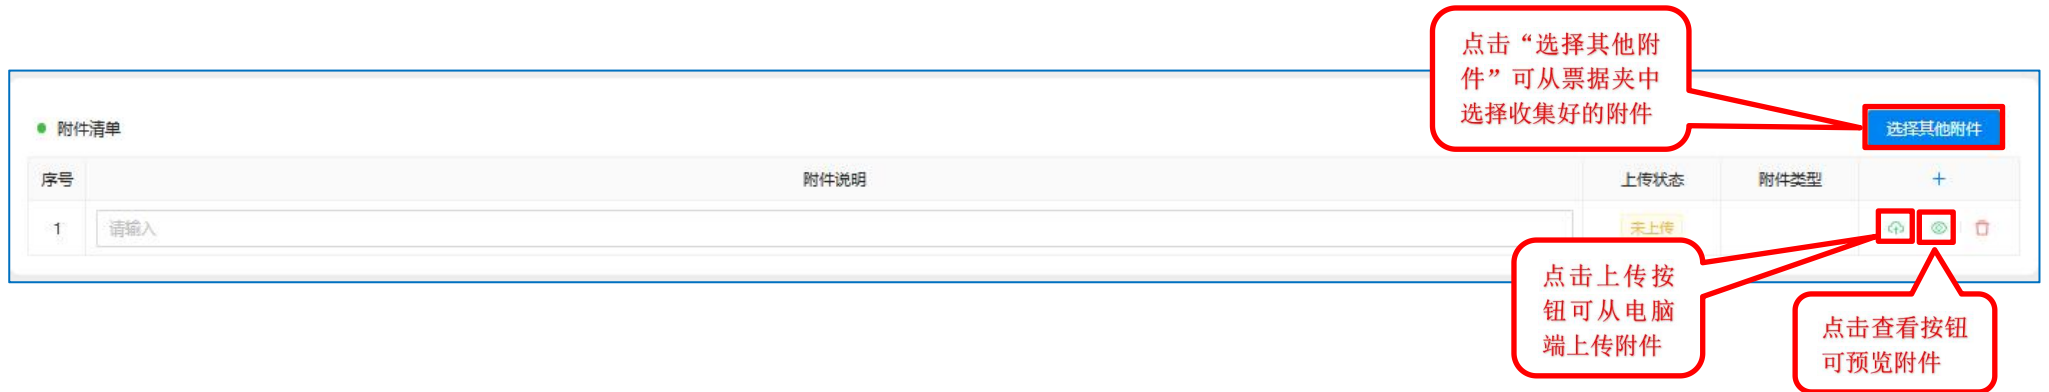 点击“选择其他附
件”可从票据夹中
选择收集好的附件
附件清单
选择其他附件
序号 附件说明 上传状态 附件类型 +
1 请输入 未上传
点击上传按
钮可从电脑
端上传附件
点击查看按钮
可预览附件